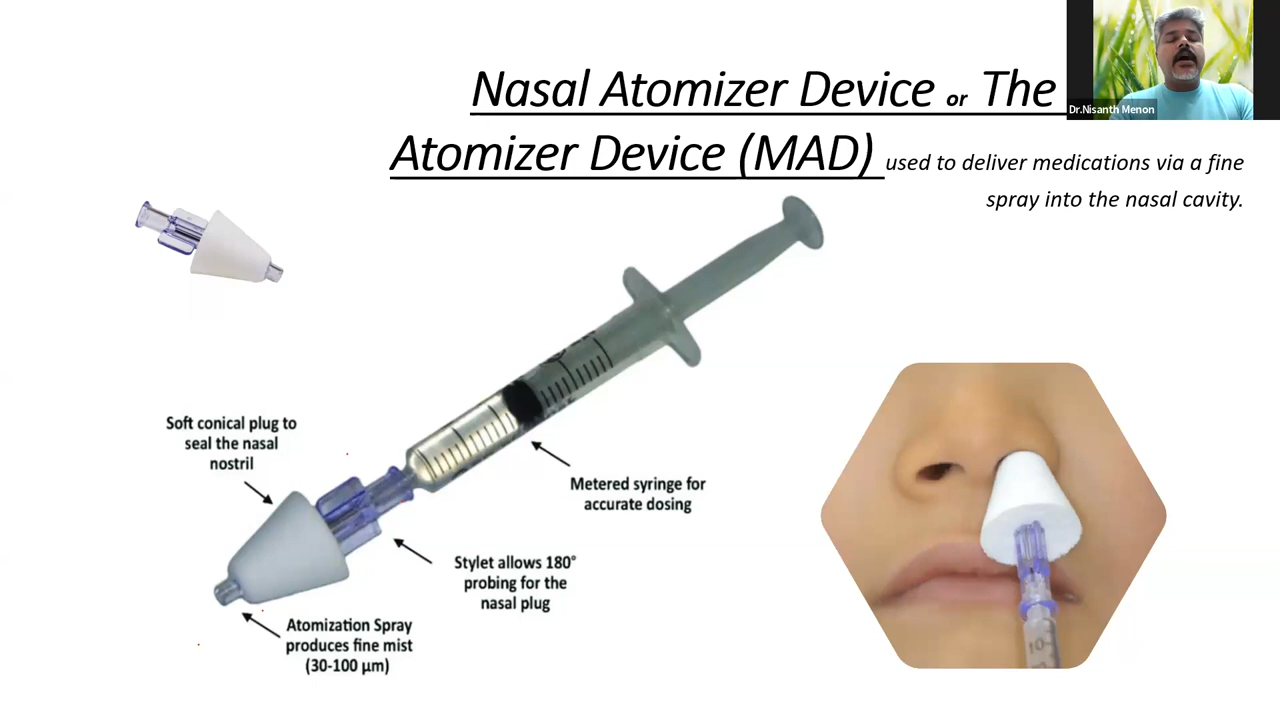 Nasal Atomizer Device or The
Atomizer Device (MAD) used to deliver medications via a fine
spray into the nasal cavity.
Dr.Nisanth Menon
Soft conical plug to
seal the nasal
nostril
Metered syringe for
accurate dosing
Stylet allows 180°
probing for the
nasal plug
Atomization Spray
produces fine mist
(30-100 µm)
10